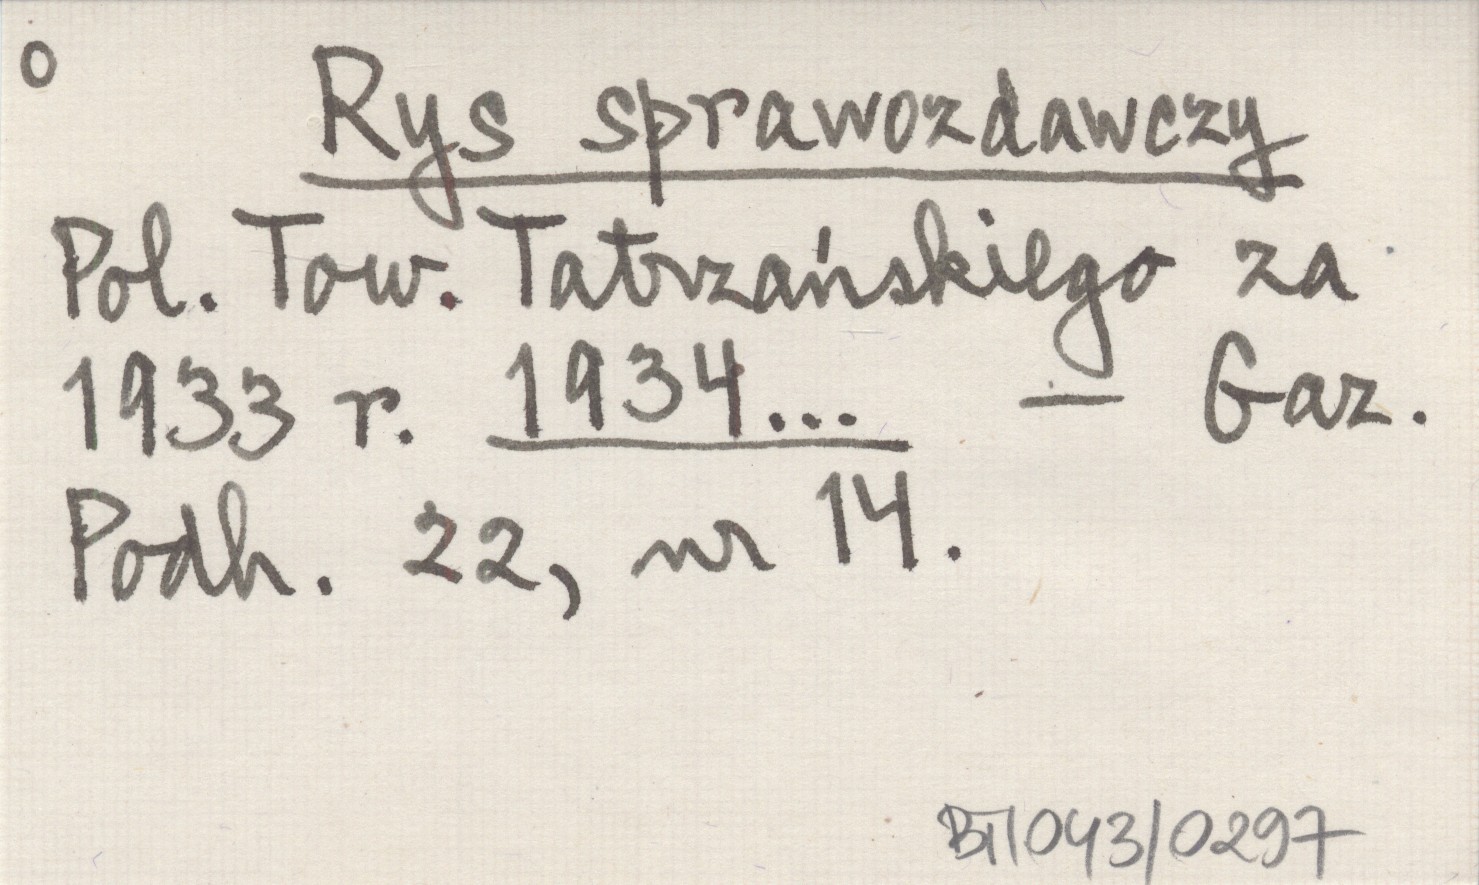 o
Rys sprawozdawczy
Pol. Tow. Tatrzańskiego za
1933 r. 1934... — Gaz.
Podh. 22, nr 14.
BT/043/0297